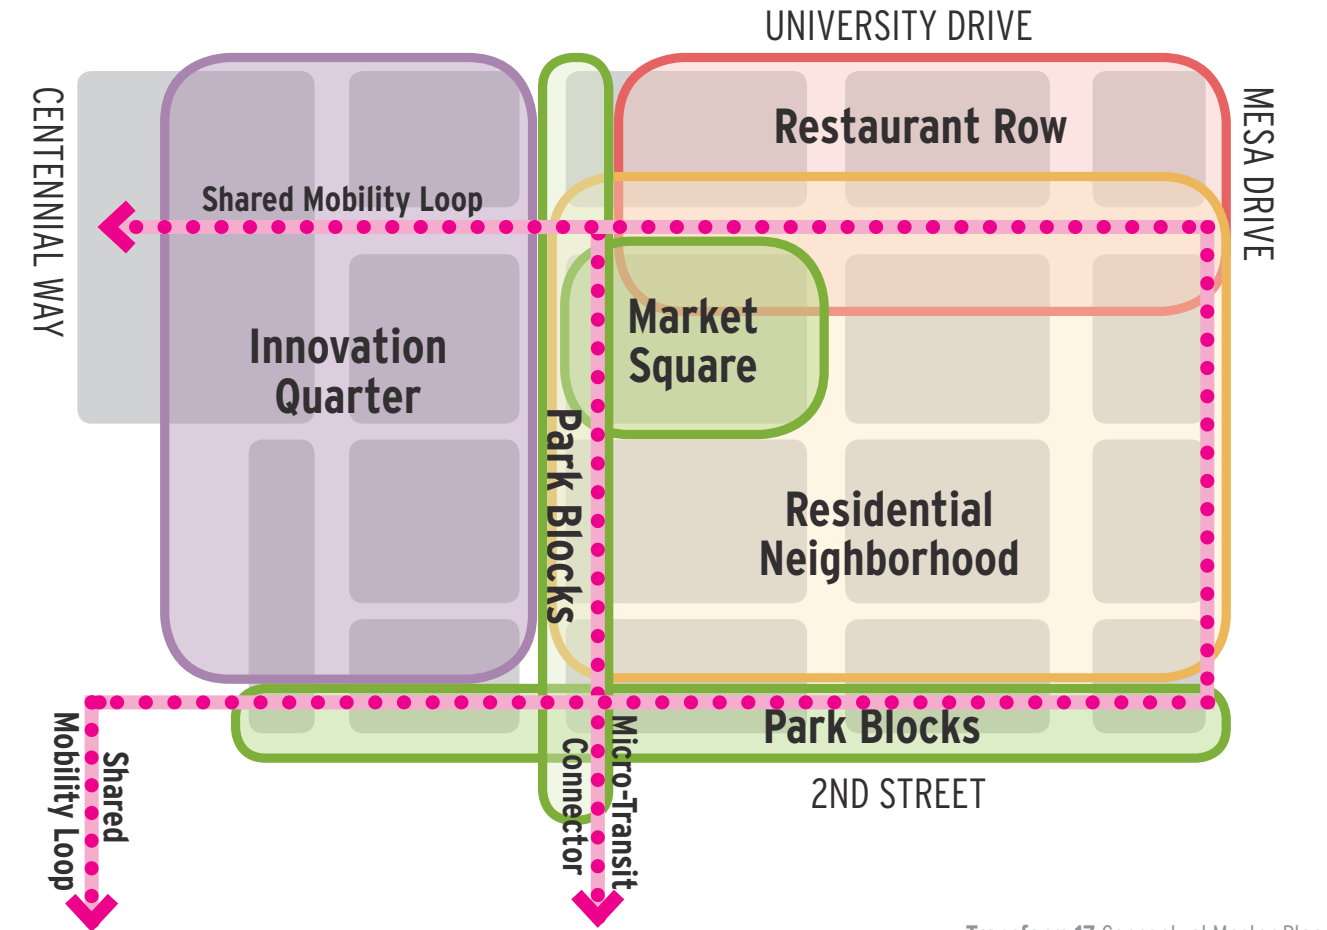 UNIVERSITY DRIVE
CENTENNIAL WAY
MESA DRIVE
Restaurant Row
Shared Mobility Loop
Innovation
Quarter
Market
Square
Park Blocks
Residential
Neighborhood
Park Blocks
2ND STREET
Micro-Transit
Connector
Shared
Mobility Loop